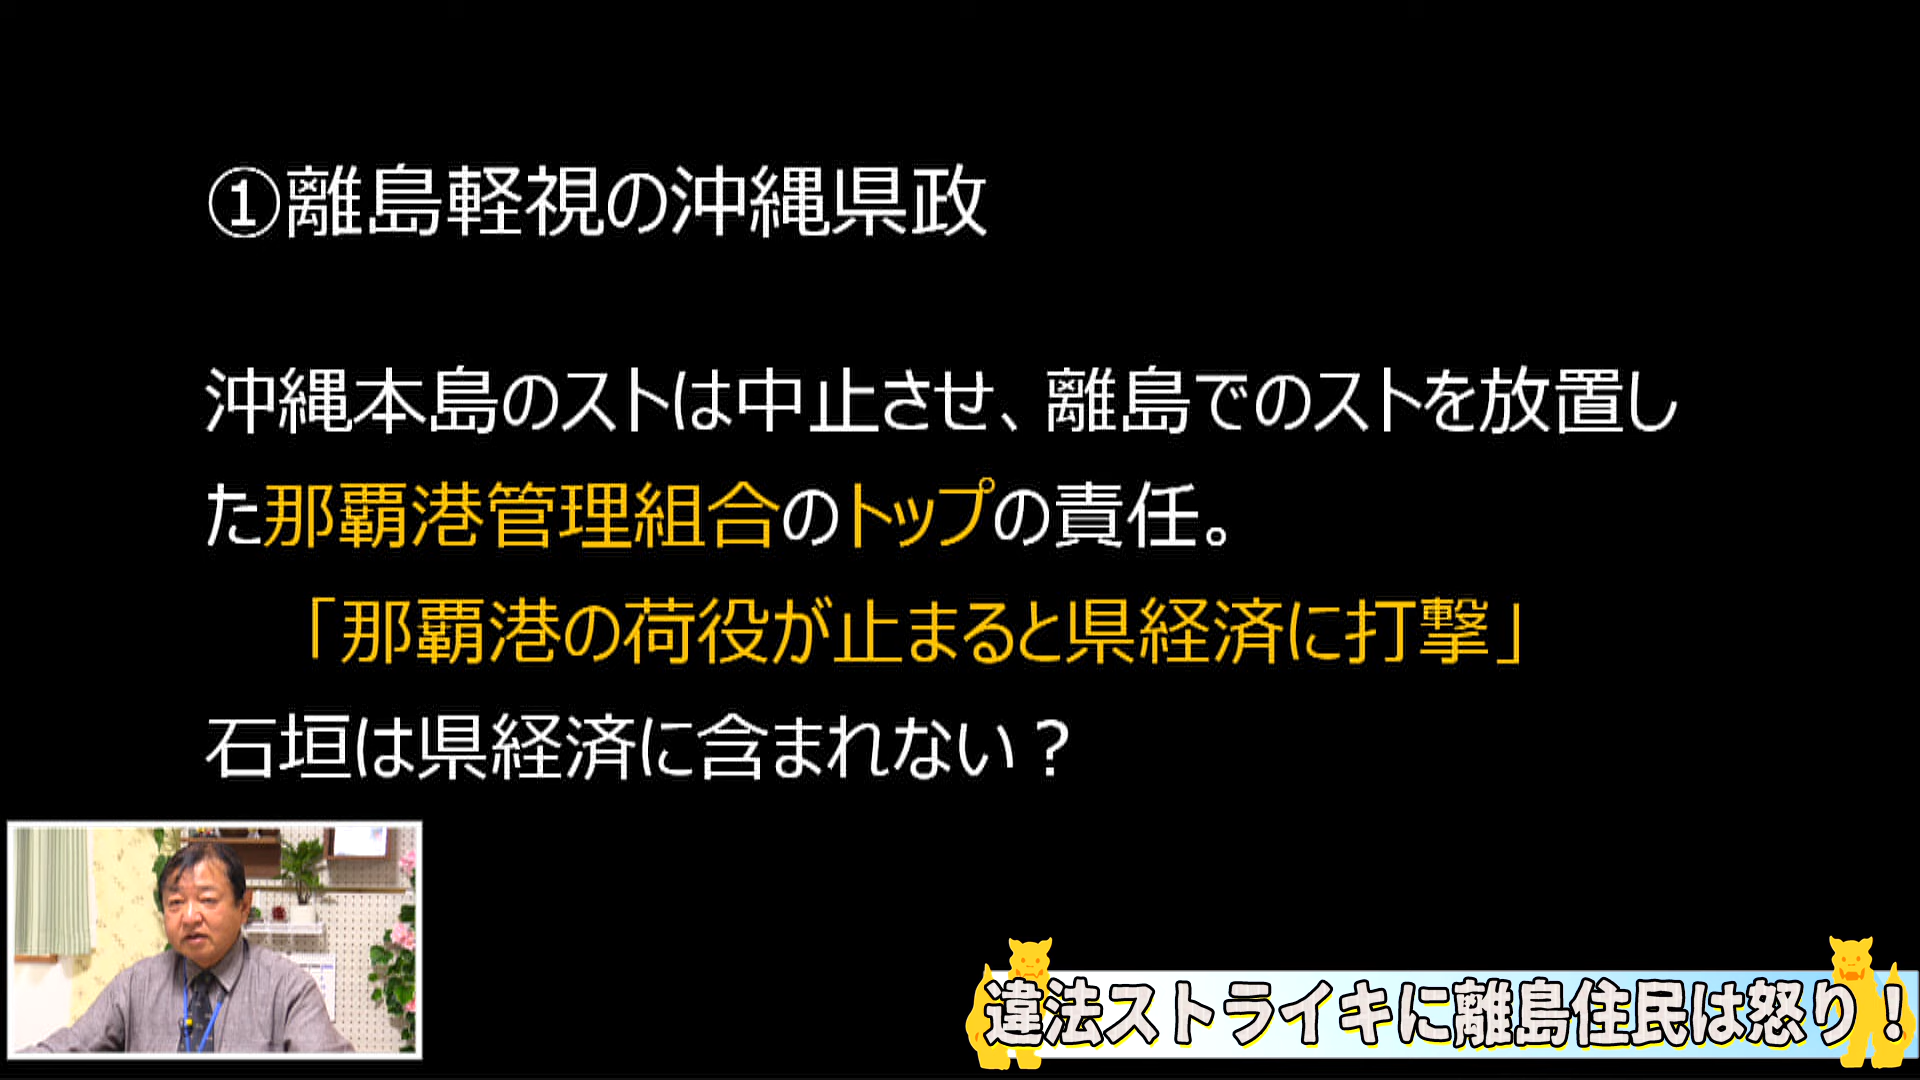 ①離島軽視の沖縄県政
沖縄本島のストは中止させ、離島でのストを放置し
た那覇港管理組合のトップの責任。
「那覇港の荷役が止まると県経済に打撃」
石垣は県経済に含まれない？
違法ストライキに離島住民は怒り！